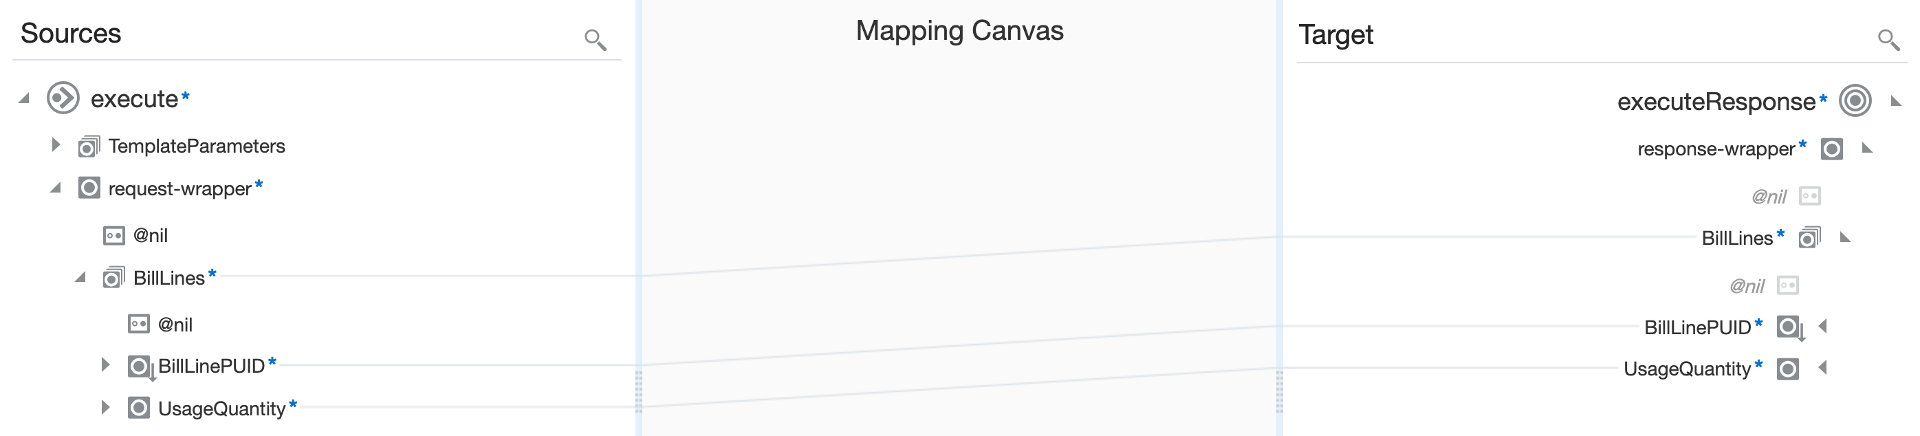 Sources
execute*
TemplateParameters
request-wrapper*
@nil
BillLines*
@nil
BillLinePUID*
UsageQuantity*
Mapping Canvas
Target
executeResponse*
response-wrapper*
@nil
BillLines*
@nil
BillLinePUID*
UsageQuantity*